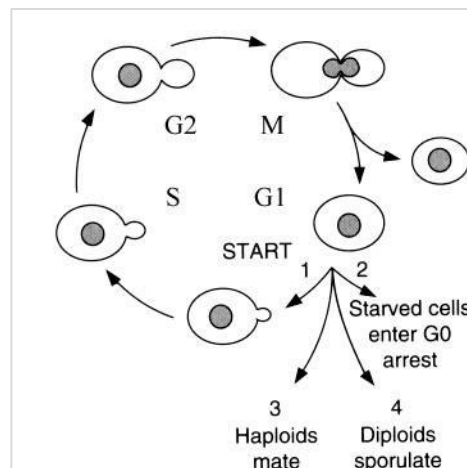 G2
M
S
G1
START
1
2
Starved cells
enter G0
arrest
3
4
Haploids
mate
Diploids
sporulate